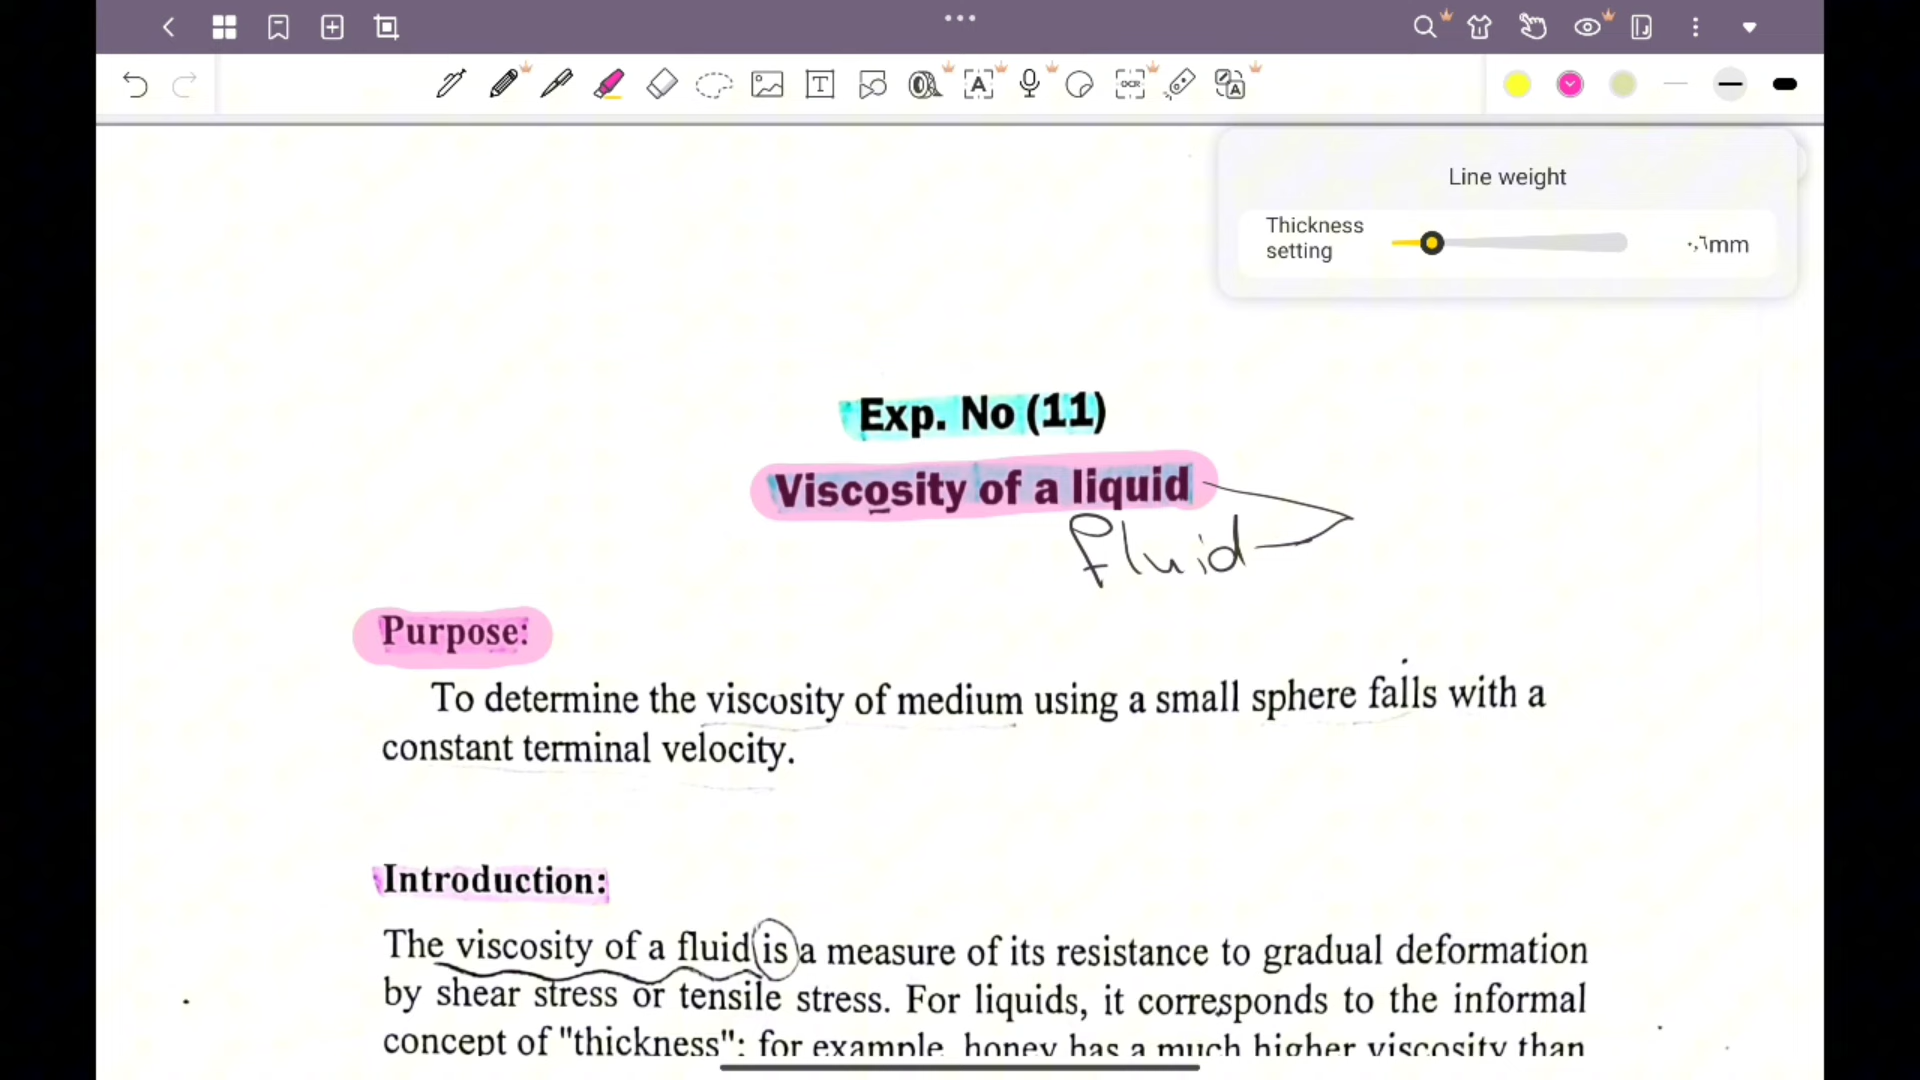 Line weight
Thickness
setting
٠,٦mm
Exp. No (11)
Viscosity of a liquid
fluid
Purpose:
To determine the viscosity of medium using a small sphere falls with a
constant terminal velocity.
Introduction:
The viscosity of a fluid is a measure of its resistance to gradual deformation
by shear stress or tensile stress. For liquids, it corresponds to the informal
concept of "thickness"; for example, honey has a much higher viscosity than